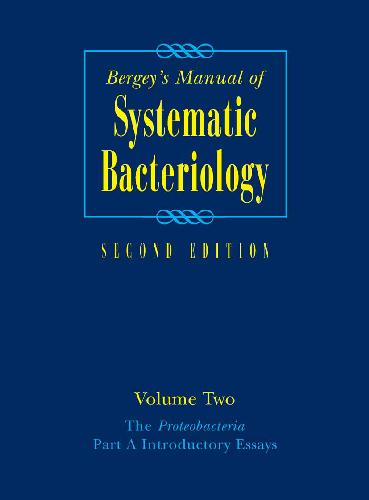 Bergey's Manual of
Systematic
Bacteriology
SECOND EDITION
Volume Two
The Proteobacteria
Part A Introductory Essays